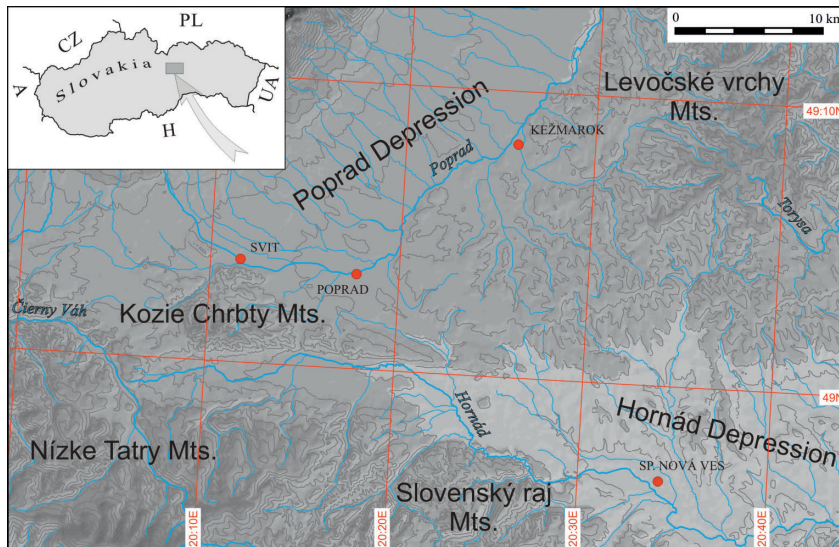 PL
CZ
Slovakia
A
UA
H
0 10 km
Levočské vrchy
Mts.
49:10N
KEŽMAROK
Poprad Depression
Poprad
Torysa
SVIT
POPRAD
Čierny Váh
Kozie Chrbty Mts.
49N
Hornád
Hornád Depression
Nízke Tatry Mts.
SP. NOVÁ VES
Slovenský raj
Mts.
20:10E
20:20E
20:30E
20:40E